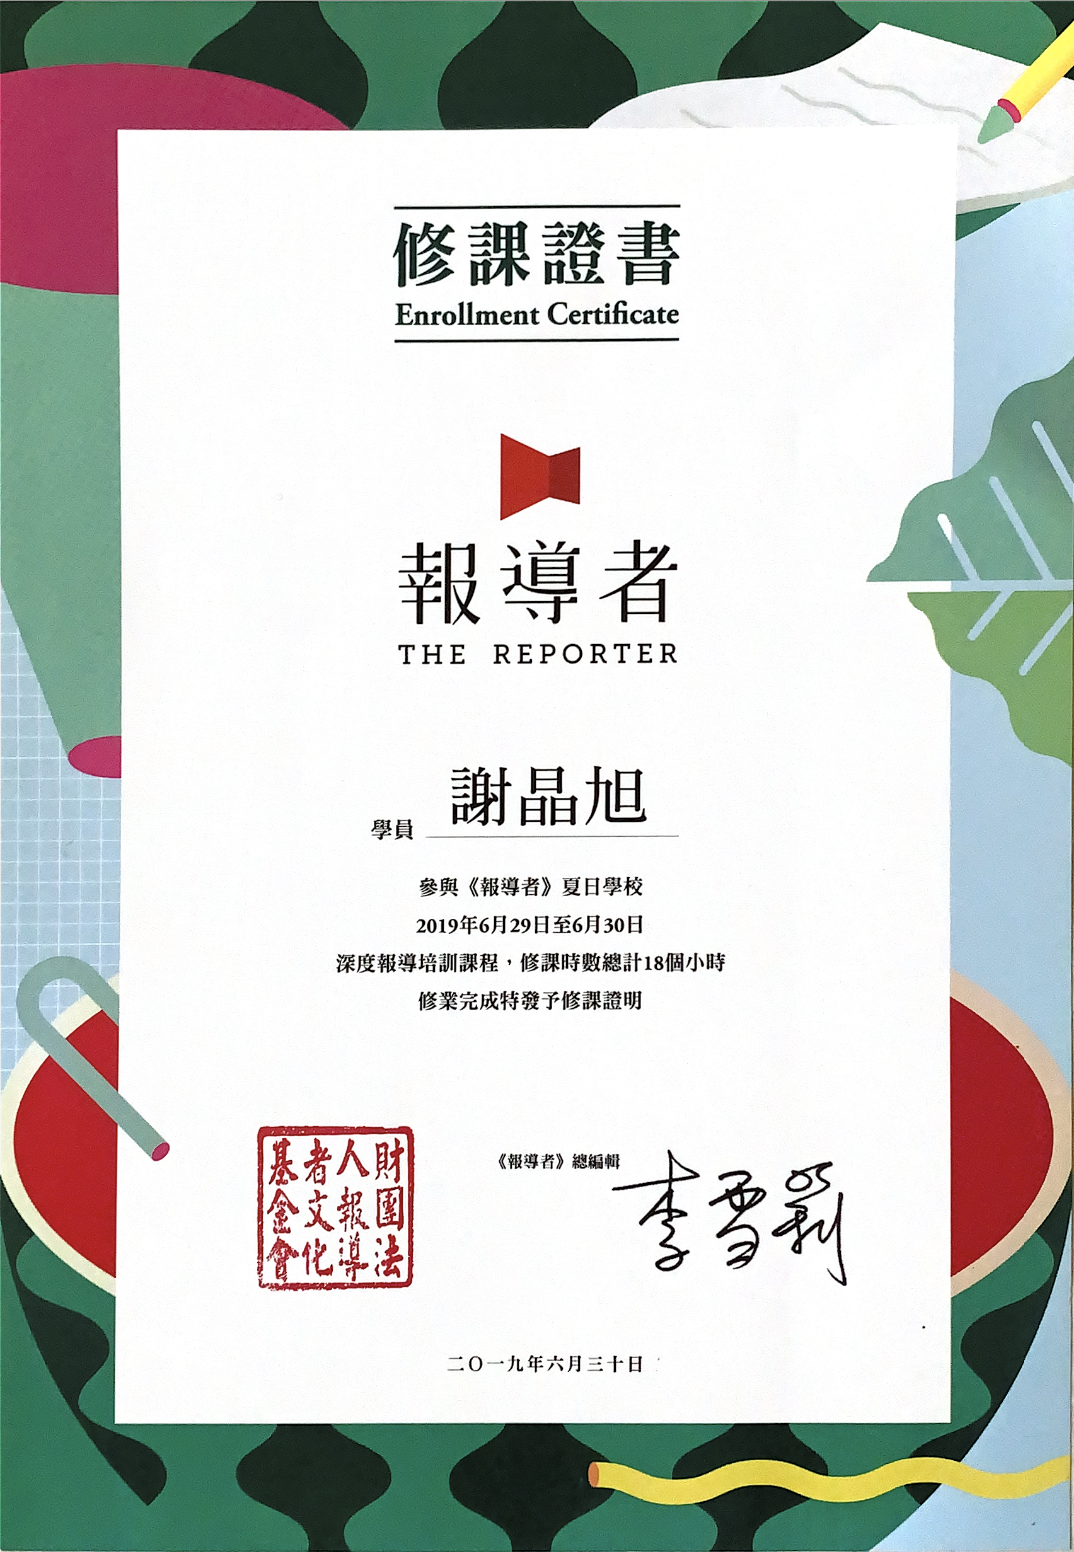 修課證書
Enrollment Certificate
報導者
THE REPORTER
學員 謝晶旭
參與《報導者》夏日學校
2019年6月29日至6月30日
深度報導培訓課程，修課時數總計18個小時
修業完成特發予修課證明
財團法
人報導
者文化
基金會
《報導者》總編輯 李雪莉
二〇一九年六月三十日